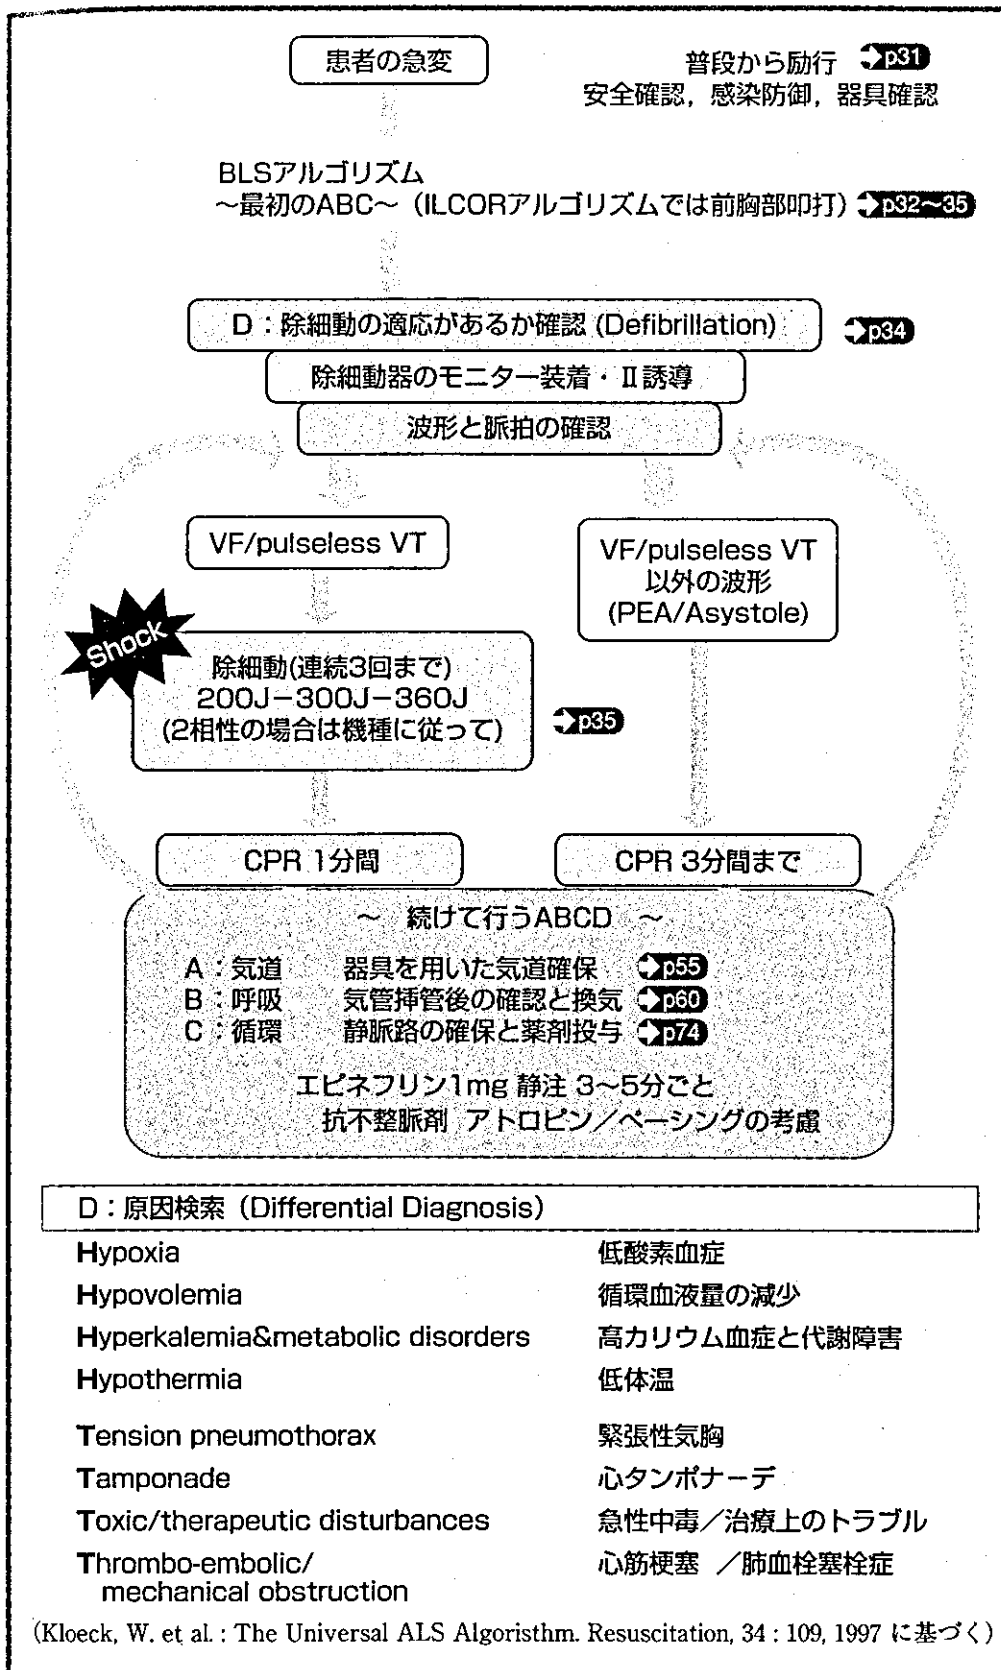 患者の急変
普段から励行 p31
安全確認，感染防御，器具確認
BLSアルゴリズム
～最初のABC～（ILCORアルゴリズムでは前胸部叩打）p32～35
D：除細動の適応があるか確認 (Defibrillation)
p34
除細動器のモニター装着・Ⅱ誘導
波形と脈拍の確認
VF/pulseless VT
VF/pulseless VT
以外の波形
(PEA/Asystole)
Shock
除細動(連続3回まで)
200J－300J－360J
(2相性の場合は機種に従って)
p35
CPR 1分間
CPR 3分間まで
～ 続けて行うABCD ～
A：気道 器具を用いた気道確保 p55
B：呼吸 気管挿管後の確認と換気 p60
C：循環 静脈路の確保と薬剤投与 p74
エピネフリン1mg 静注 3～5分ごと
抗不整脈剤 アトロピン／ペーシングの考慮
D：原因検索（Differential Diagnosis）
Hypoxia 低酸素血症
Hypovolemia 循環血液量の減少
Hyperkalemia&metabolic disorders 高カリウム血症と代謝障害
Hypothermia 低体温
Tension pneumothorax 緊張性気胸
Tamponade 心タンポナーデ
Toxic/therapeutic disturbances 急性中毒／治療上のトラブル
Thrombo-embolic/ 心筋梗塞 ／肺血栓塞栓症
mechanical obstruction
(Kloeck, W. et al. : The Universal ALS Algoristhm. Resuscitation, 34 : 109, 1997 に基づく)